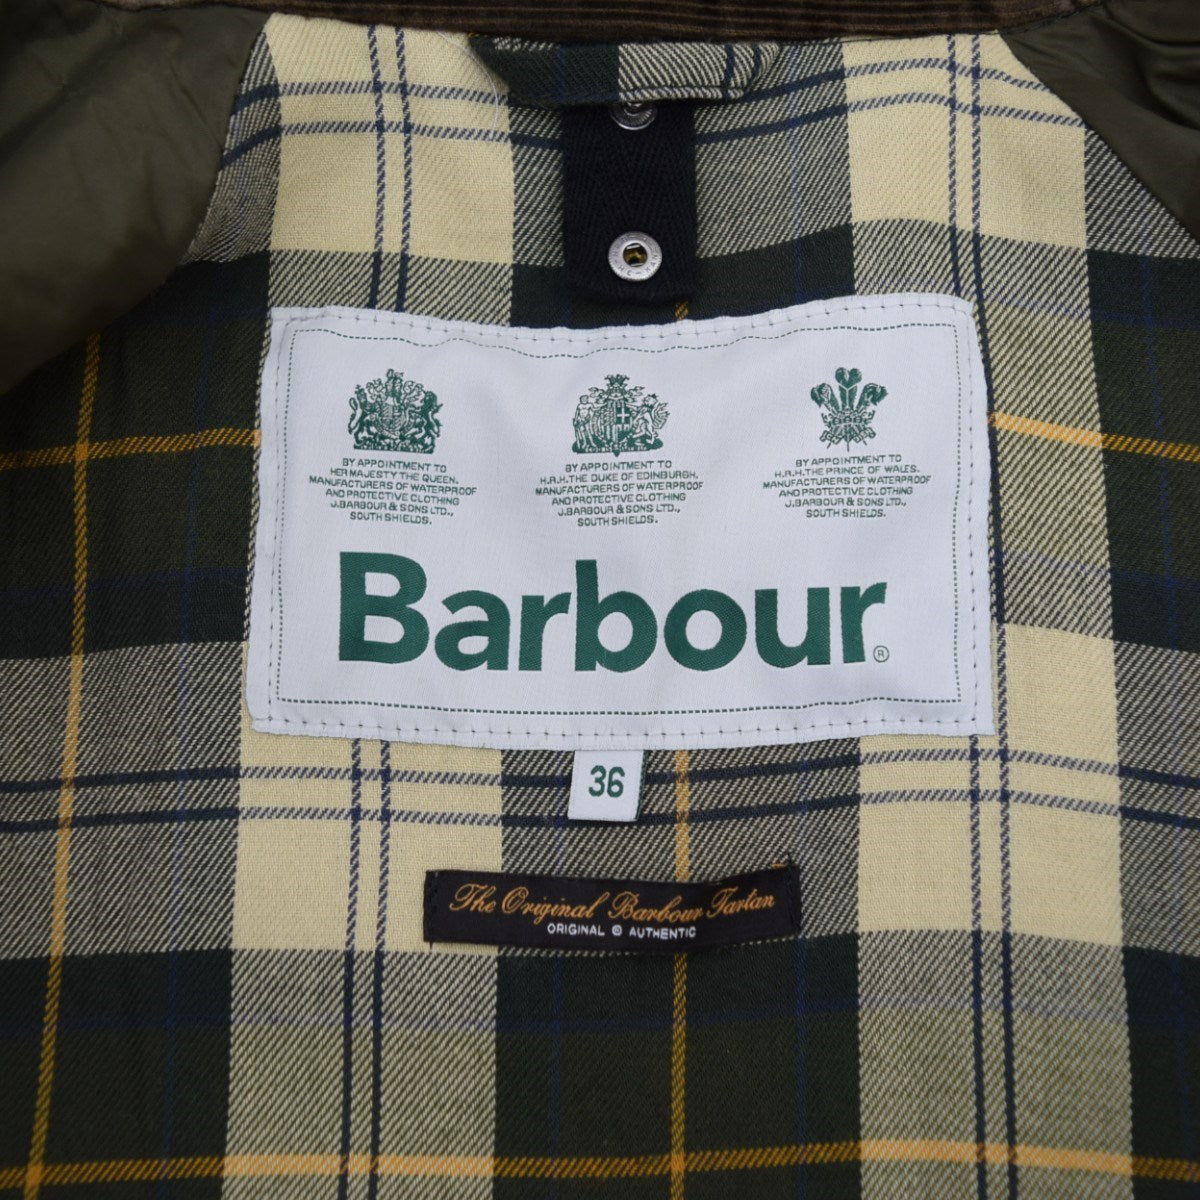 BY APPOINTMENT TO
HER MAJESTY THE QUEEN.
MANUFACTURERS OF WATERPROOF
AND PROTECTIVE CLOTHING
J.BARBOUR & SONS LTD.,
SOUTH SHIELDS.
BY APPOINTMENT TO
H.R.H. THE DUKE OF EDINBURGH,
MANUFACTURERS OF WATERPROOF
AND PROTECTIVE CLOTHING
J.BARBOUR & SONS LTD.,
SOUTH SHIELDS.
BY APPOINTMENT TO
H.R.H. THE PRINCE OF WALES.
MANUFACTURERS OF WATERPROOF
AND PROTECTIVE CLOTHING
J.BARBOUR & SONS LTD.,
SOUTH SHIELDS.
Barbour®
36
The Original Barbour Tartan
ORIGINAL ® AUTHENTIC